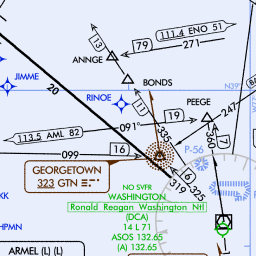 111.4 ENO 51
13
79
271
ANNGE
JIMME
20
BONDS
RINOE
N39
PEEGE
19
247
091°
335
360
7
113.5 AML 82
P-56
16
099
GEORGETOWN
323 GTN
16
319
325
NO SVFR
WASHINGTON
Ronald Reagan Washington Ntl
(DCA)
14 L 71
ASOS 132.65
(A) 132.65
KK
HPMN
ARMEL (L) (L)